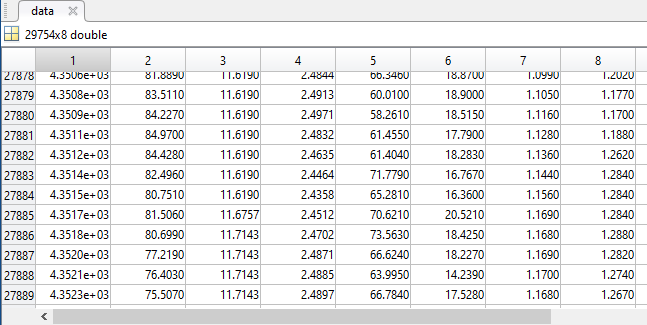 data
29754x8 double
1 2 3 4 5 6 7 8
27878 4.3506e+03 81.8890 11.6190 2.4844 66.3460 18.8700 1.0990 1.2020
27879 4.3508e+03 83.5110 11.6190 2.4913 60.0100 18.9000 1.1050 1.1770
27880 4.3509e+03 84.2270 11.6190 2.4971 58.2610 18.5150 1.1160 1.1700
27881 4.3511e+03 84.9700 11.6190 2.4832 61.4550 17.7900 1.1280 1.1880
27882 4.3512e+03 84.4280 11.6190 2.4635 61.4040 18.2830 1.1360 1.2620
27883 4.3514e+03 82.4960 11.6190 2.4464 71.7790 16.7670 1.1440 1.2840
27884 4.3515e+03 80.7510 11.6190 2.4358 65.2810 16.3600 1.1560 1.2840
27885 4.3517e+03 81.5060 11.6757 2.4512 70.6210 20.5210 1.1690 1.2840
27886 4.3518e+03 80.6990 11.7143 2.4702 73.5630 18.4250 1.1680 1.2880
27887 4.3520e+03 77.2190 11.7143 2.4871 66.6240 18.2270 1.1690 1.2820
27888 4.3521e+03 76.4030 11.7143 2.4885 63.9950 14.2390 1.1700 1.2740
27889 4.3523e+03 75.5070 11.7143 2.4897 66.7840 17.5280 1.1680 1.2670